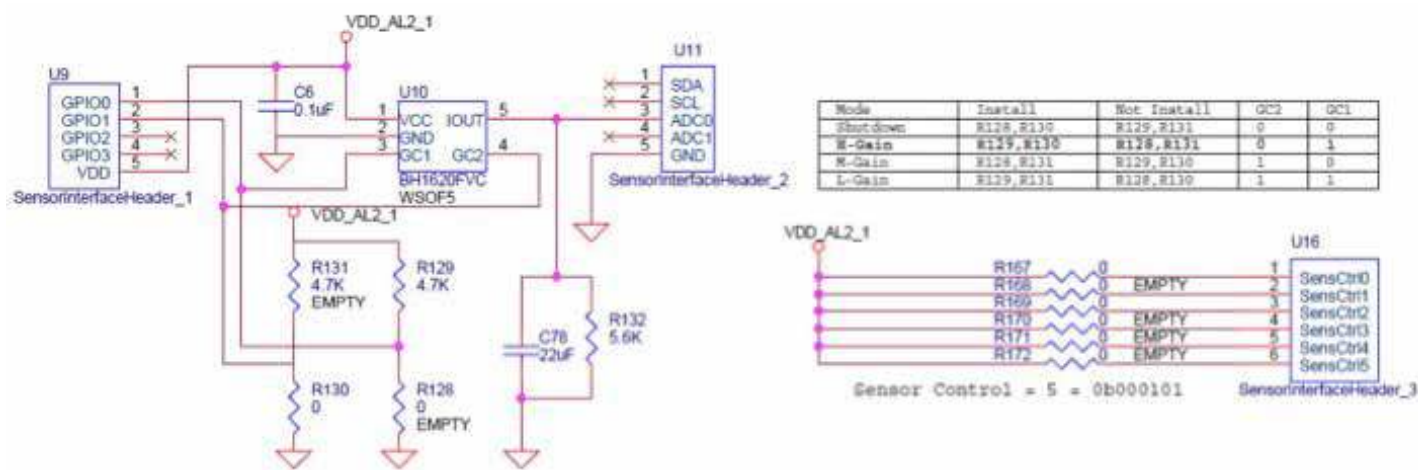 VDD_AL2_1
U9
1
GPIO0
2
GPIO1
3
GPIO2
4
GPIO3
5
VDD
SensorInterfaceHeader_1
C6
0.1uF
U10
1
VCC
IOUT
5
2
GND
3
GC1
GC2
4
BH1620FVC
WSOF5
U11
1
SDA
2
SCL
3
ADC0
4
ADC1
5
GND
SensorInterfaceHeader_2
VDD_AL2_1
R131
4.7K
EMPTY
R129
4.7K
R130
0
R128
0
EMPTY
C78
22uF
R132
5.6K
Mode Install Not Install GC2 GC1
Shutdown R128,R130 R129,R131 0 0
H-Gain R129,R130 R128,R131 0 1
M-Gain R128,R131 R129,R130 1 0
L-Gain R129,R131 R128,R130 1 1
VDD_AL2_1
U16
R167 0 1 SensCtrl0
R168 0 EMPTY 2 SensCtrl1
R169 0 3 SensCtrl2
R170 0 EMPTY 4 SensCtrl3
R171 0 EMPTY 5 SensCtrl4
R172 0 EMPTY 6 SensCtrl5
Sensor Control = 5 = 0b000101
SensorInterfaceHeader_3